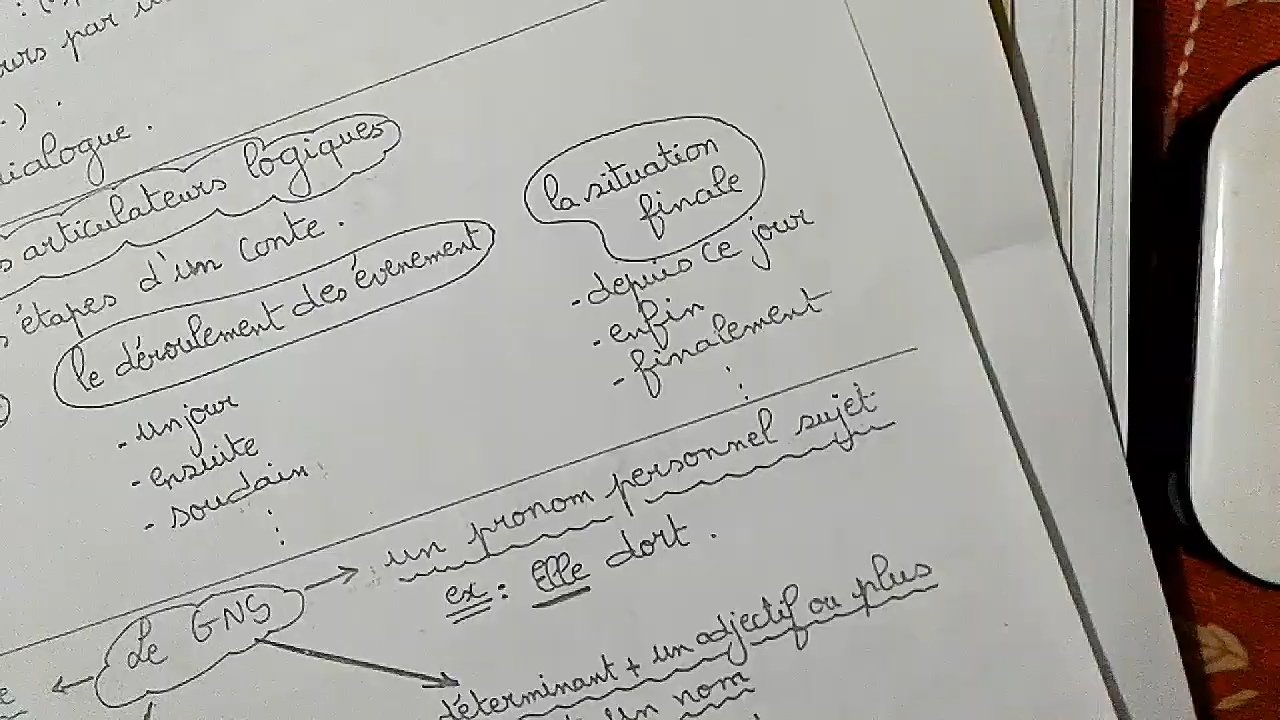 par
dialogue.
articulateurs logiques
étapes d'un conte.
le déroulement des évènement
- un jour
- ensuite
- soudain
la situation
finale
- depuis ce jour
- enfin
- finalement
Le GNS
un pronom personnel sujet
ex : Elle dort.
déterminant + un adjectif ou plus
un nom